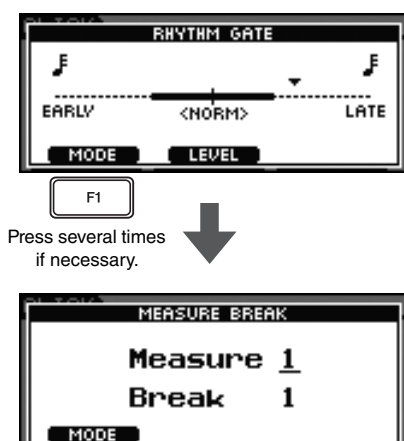 RHYTHM GATE
EARLY <NORM> LATE
MODE LEVEL
F1
Press several times
if necessary.
MEASURE BREAK
Measure 1
Break 1
MODE